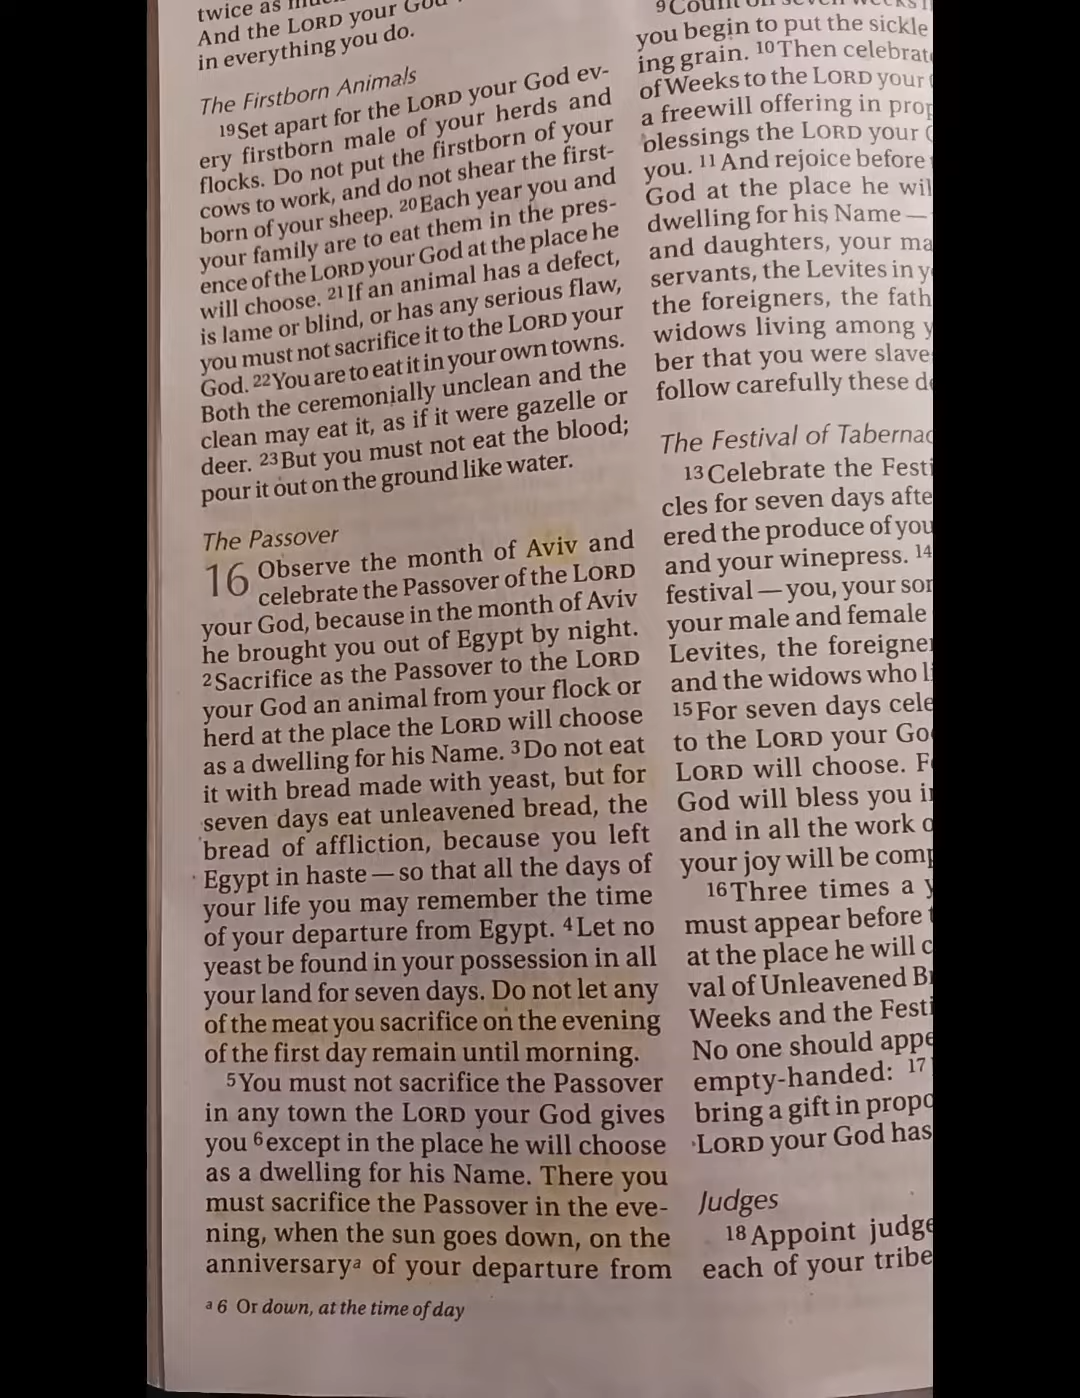 twice as
And the LORD your God
in everything you do.
The Firstborn Animals
19Set apart for the LORD your God ev-
ery firstborn male of your herds and
flocks. Do not put the firstborn of your
cows to work, and do not shear the first-
born of your sheep. 20Each year you and
your family are to eat them in the pres-
ence of the LORD your God at the place he
will choose. 21If an animal has a defect,
is lame or blind, or has any serious flaw,
you must not sacrifice it to the LORD your
God. 22You are to eat it in your own towns.
Both the ceremonially unclean and the
clean may eat it, as if it were gazelle or
deer. 23But you must not eat the blood;
pour it out on the ground like water.
The Passover
16 Observe the month of Aviv and
celebrate the Passover of the LORD
your God, because in the month of Aviv
he brought you out of Egypt by night.
2Sacrifice as the Passover to the LORD
your God an animal from your flock or
herd at the place the LORD will choose
as a dwelling for his Name. 3Do not eat
it with bread made with yeast, but for
seven days eat unleavened bread, the
bread of affliction, because you left
Egypt in haste — so that all the days of
your life you may remember the time
of your departure from Egypt. 4Let no
yeast be found in your possession in all
your land for seven days. Do not let any
of the meat you sacrifice on the evening
of the first day remain until morning.
5You must not sacrifice the Passover
in any town the LORD your God gives
you 6except in the place he will choose
as a dwelling for his Name. There you
must sacrifice the Passover in the eve-
ning, when the sun goes down, on the
anniversarya of your departure from
a 6 Or down, at the time of day
9Count off seven weeks
you begin to put the sickle
ing grain. 10Then celebrat
of Weeks to the LORD your
a freewill offering in prop
blessings the LORD your
you. 11And rejoice before
God at the place he wil
dwelling for his Name —
and daughters, your ma
servants, the Levites in y
the foreigners, the fath
widows living among y
ber that you were slave
follow carefully these de
The Festival of Tabernac
13Celebrate the Festi
cles for seven days afte
ered the produce of you
and your winepress. 14
festival — you, your son
your male and female
Levites, the foreigner
and the widows who li
15For seven days cele
to the LORD your Go
LORD will choose. F
God will bless you in
and in all the work o
your joy will be comp
16Three times a y
must appear before t
at the place he will c
val of Unleavened Br
Weeks and the Festi
No one should appe
empty-handed: 17
bring a gift in propo
LORD your God has
Judges
18Appoint judge
each of your tribe